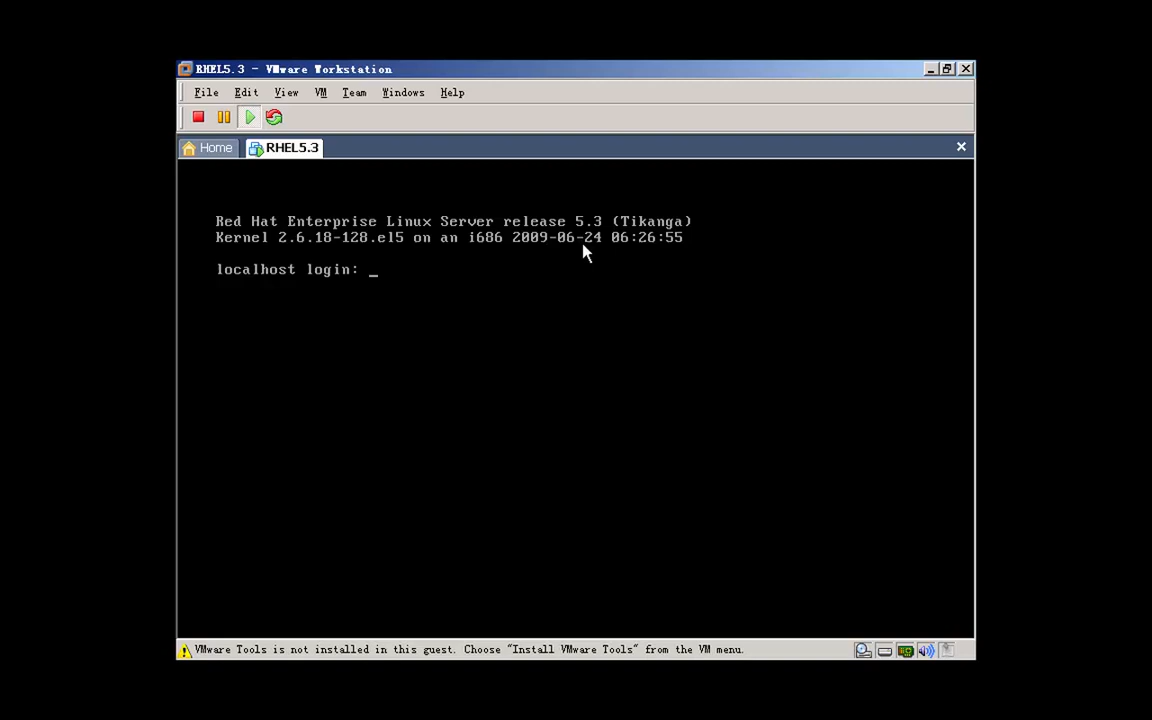 RHEL5.3 - VMware Workstation
File Edit View VM Team Windows Help
Home RHEL5.3
Red Hat Enterprise Linux Server release 5.3 (Tikanga)
Kernel 2.6.18-128.el5 on an i686 2009-06-24 06:26:55
localhost login: _
VMware Tools is not installed in this guest. Choose "Install VMware Tools" from the VM menu.